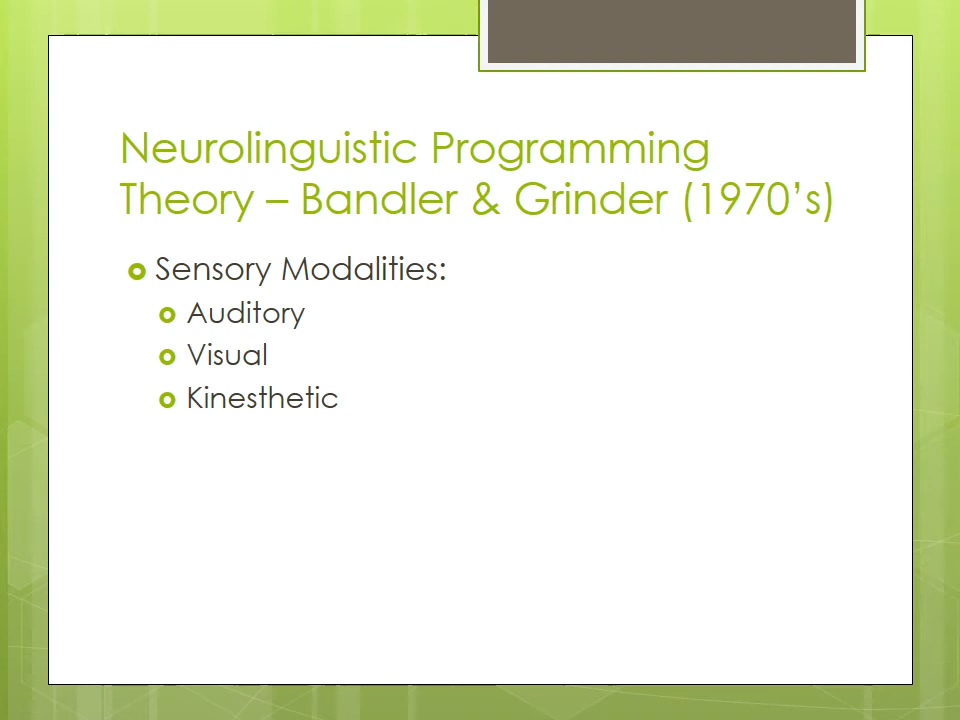 Neurolinguistic Programming
Theory – Bandler & Grinder (1970’s)
Sensory Modalities:
Auditory
Visual
Kinesthetic